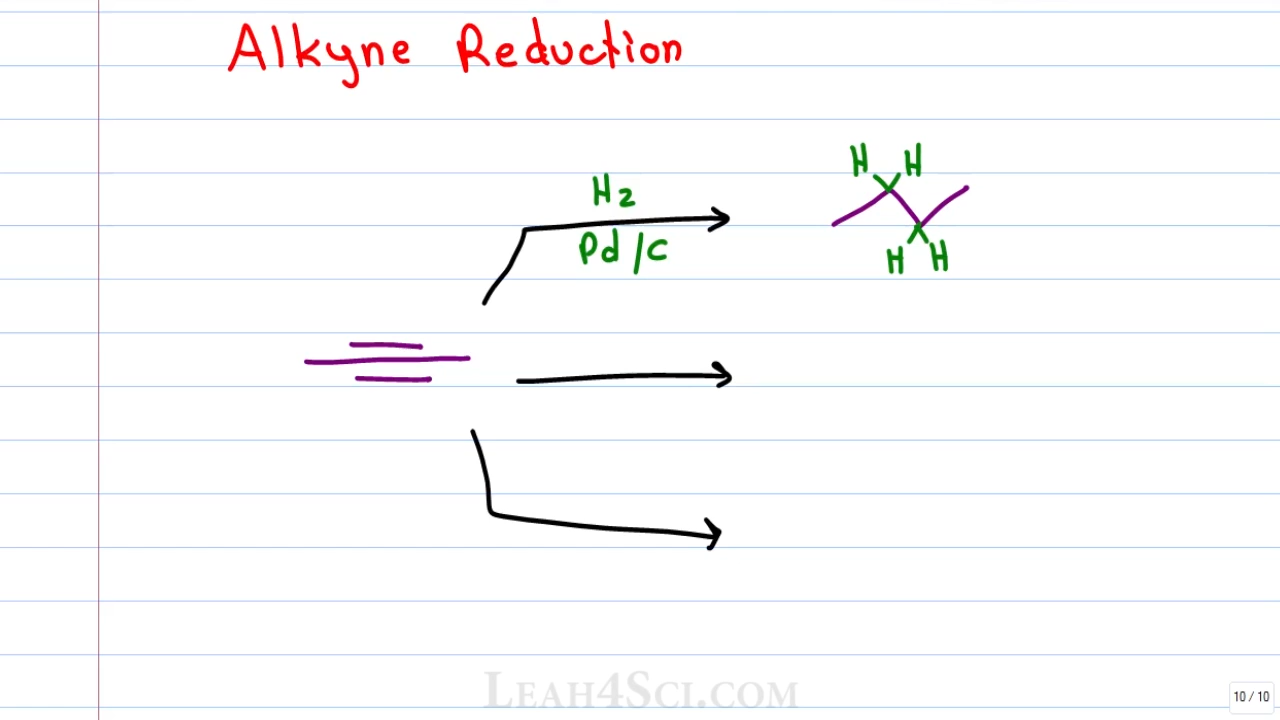 Alkyne Reduction
H H
H2
Pd/C
H H
LEAH4SCI.COM
10 / 10